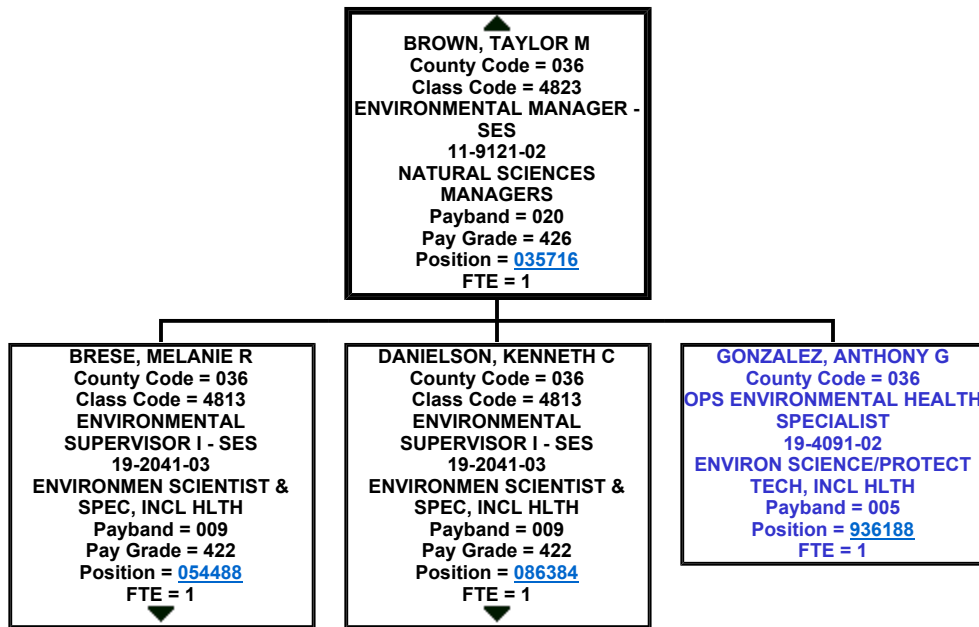 BROWN, TAYLOR M
County Code = 036
Class Code = 4823
ENVIRONMENTAL MANAGER -
SES
11-9121-02
NATURAL SCIENCES
MANAGERS
Payband = 020
Pay Grade = 426
Position = 035716
FTE = 1
BRESE, MELANIE R
County Code = 036
Class Code = 4813
ENVIRONMENTAL
SUPERVISOR I - SES
19-2041-03
ENVIRONMEN SCIENTIST &
SPEC, INCL HLTH
Payband = 009
Pay Grade = 422
Position = 054488
FTE = 1
DANIELSON, KENNETH C
County Code = 036
Class Code = 4813
ENVIRONMENTAL
SUPERVISOR I - SES
19-2041-03
ENVIRONMEN SCIENTIST &
SPEC, INCL HLTH
Payband = 009
Pay Grade = 422
Position = 086384
FTE = 1
GONZALEZ, ANTHONY G
County Code = 036
OPS ENVIRONMENTAL HEALTH
SPECIALIST
19-4091-02
ENVIRON SCIENCE/PROTECT
TECH, INCL HLTH
Payband = 005
Position = 936188
FTE = 1